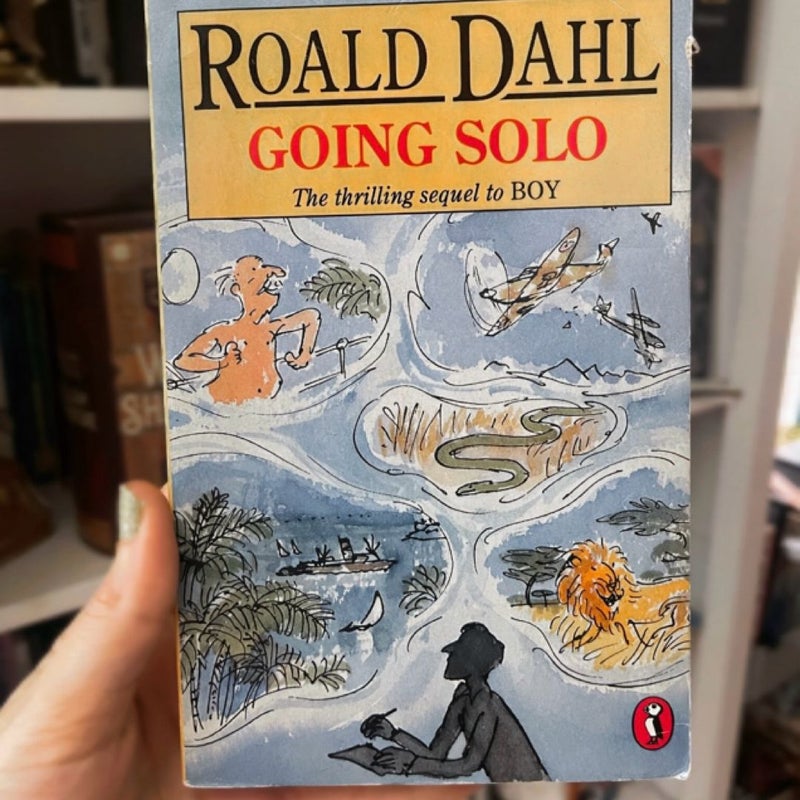 ROALD DAHL
GOING SOLO
The thrilling sequel to BOY